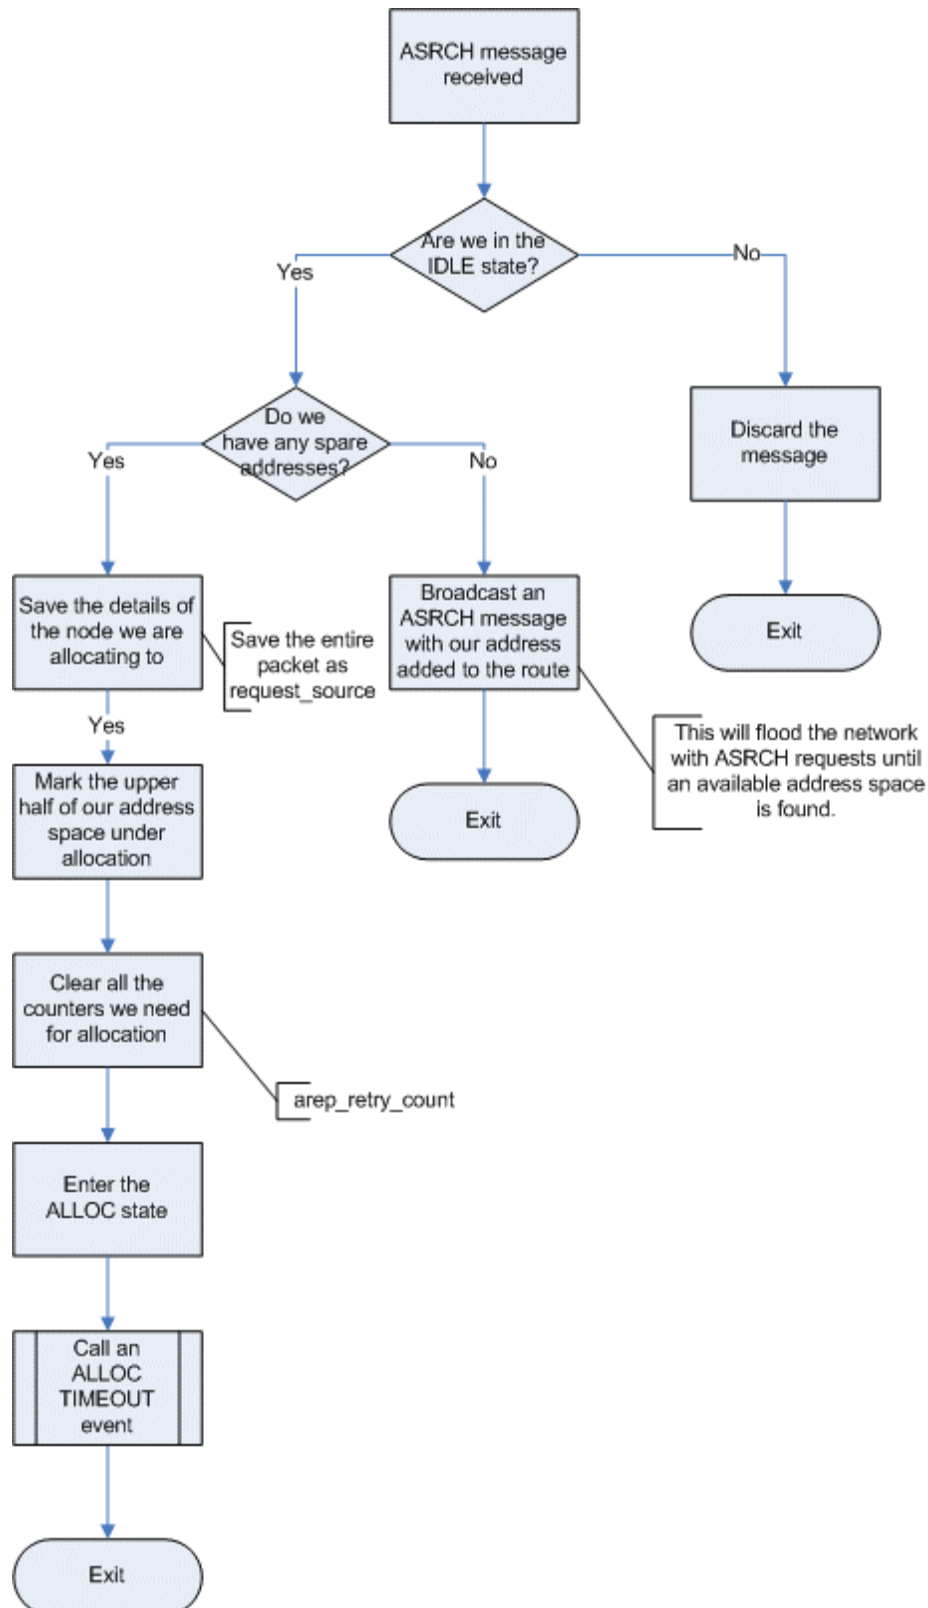 ASRCH message
received
Are we in the
IDLE state?
Yes
No
Do we
have any spare
addresses?
Yes
No
Discard the
message
Save the details of
the node we are
allocating to
Save the entire
packet as
request_source
Broadcast an
ASRCH message
with our address
added to the route
Exit
Yes
This will flood the network
with ASRCH requests until
an available address space
is found.
Mark the upper
half of our address
space under
allocation
Exit
Clear all the
counters we need
for allocation
arep_retry_count
Enter the
ALLOC state
Call an
ALLOC
TIMEOUT
event
Exit